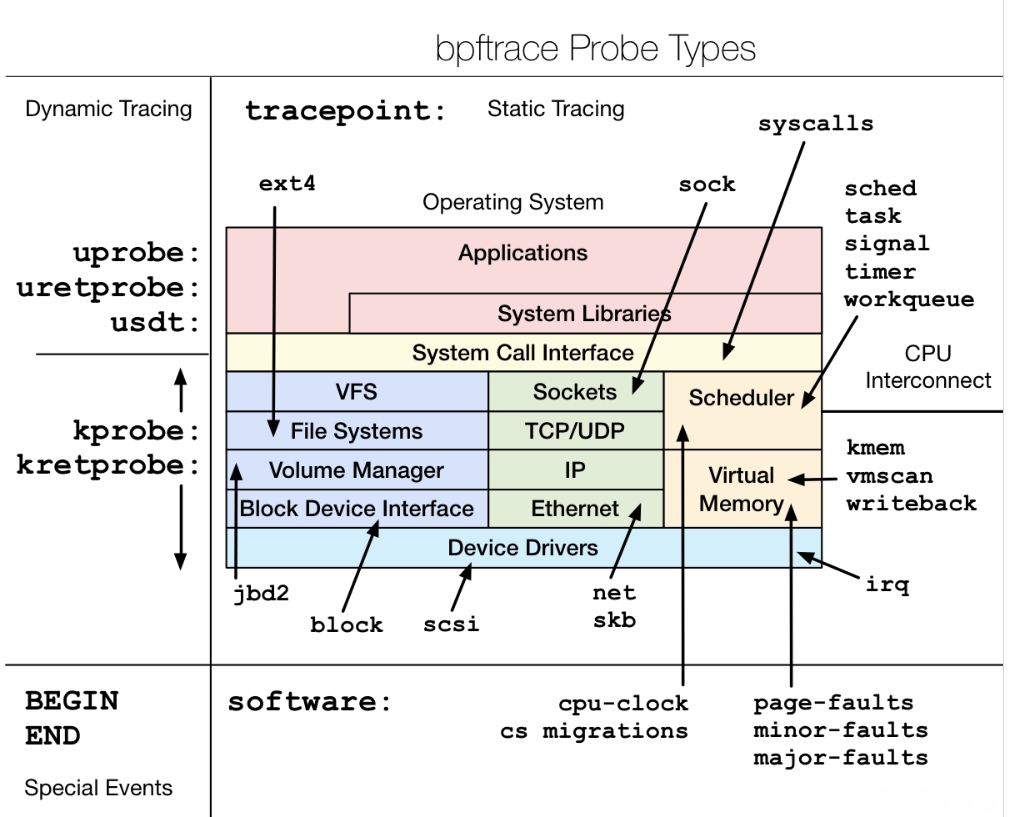 bpftrace Probe Types
Dynamic Tracing
tracepoint: Static Tracing
syscalls
ext4
sock
sched
task
signal
timer
workqueue
Operating System
uprobe:
uretprobe:
usdt:
Applications
System Libraries
System Call Interface
CPU
Interconnect
VFS
Sockets
Scheduler
File Systems
TCP/UDP
kprobe:
kretprobe:
Volume Manager
IP
Virtual
Memory
kmem
vmscan
writeback
Block Device Interface
Ethernet
Device Drivers
jbd2
block
scsi
net
skb
irq
BEGIN
END
Special Events
software:
cpu-clock
cs migrations
page-faults
minor-faults
major-faults